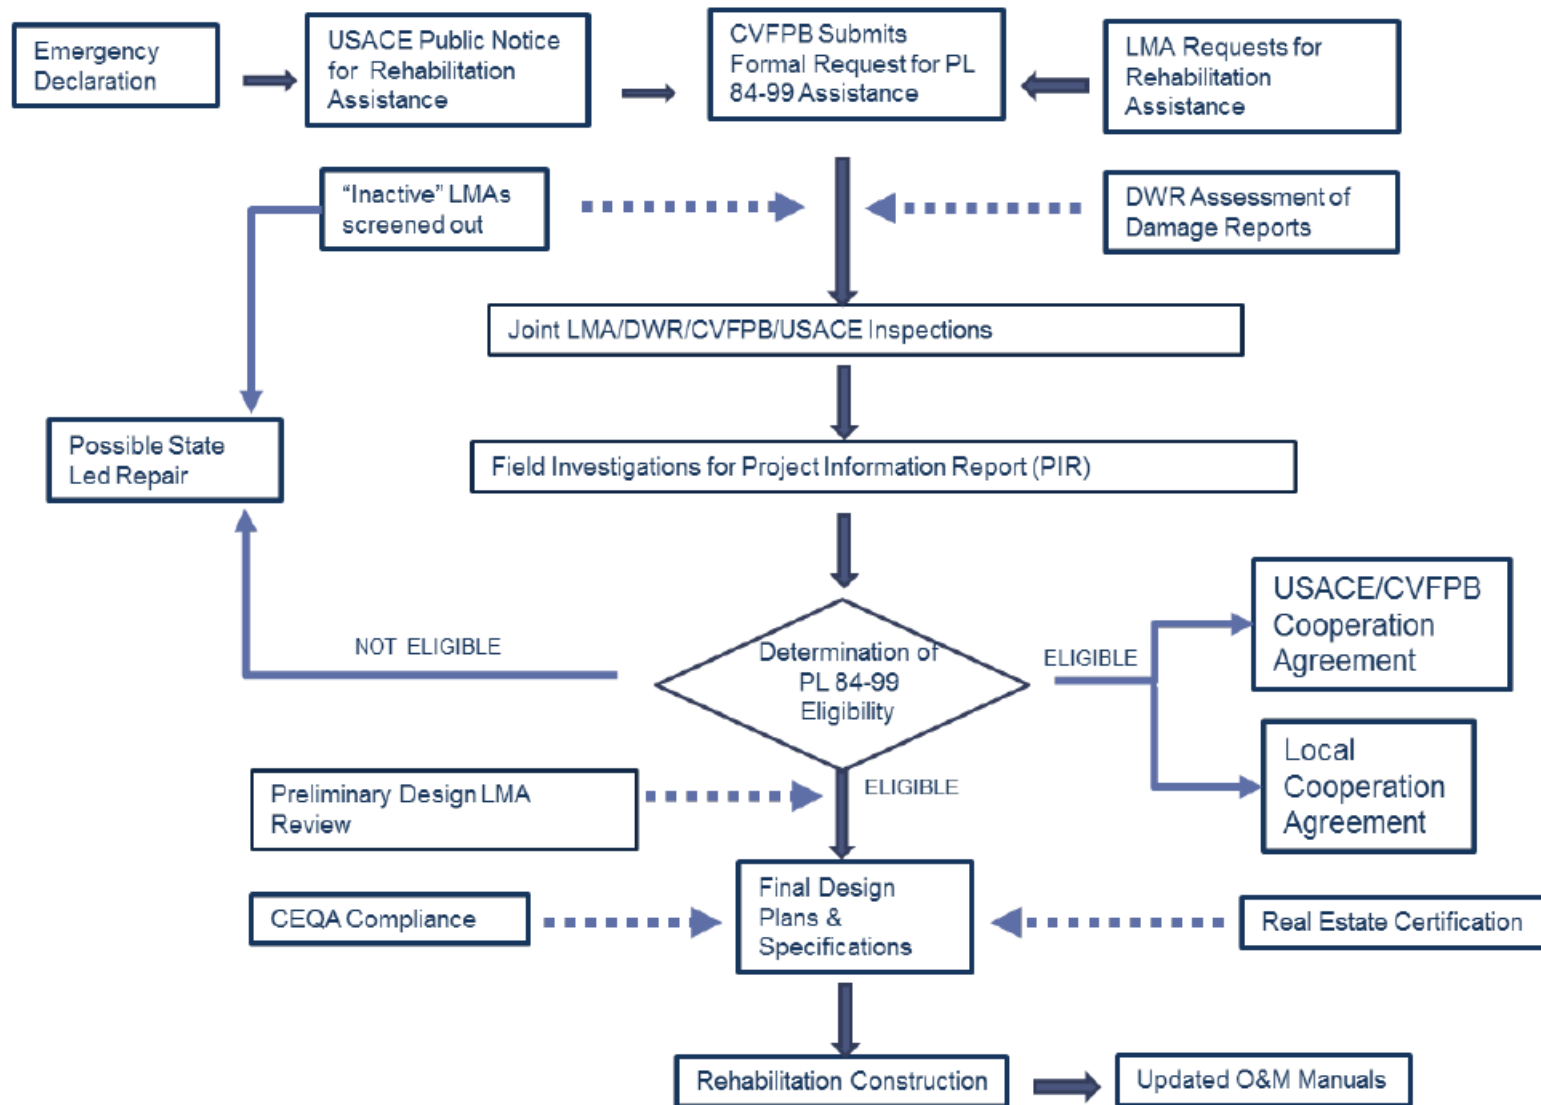 Emergency
Declaration
USACE Public Notice
for Rehabilitation
Assistance
CVFPB Submits
Formal Request for PL
84-99 Assistance
LMA Requests for
Rehabilitation
Assistance
“Inactive” LMAs
screened out
DWR Assessment of
Damage Reports
Joint LMA/DWR/CVFPB/USACE Inspections
Possible State
Led Repair
Field Investigations for Project Information Report (PIR)
NOT ELIGIBLE
Determination of
PL 84-99
Eligibility
ELIGIBLE
USACE/CVFPB
Cooperation
Agreement
Local
Cooperation
Agreement
ELIGIBLE
Preliminary Design LMA
Review
CEQA Compliance
Final Design
Plans &
Specifications
Real Estate Certification
Rehabilitation Construction
Updated O&M Manuals